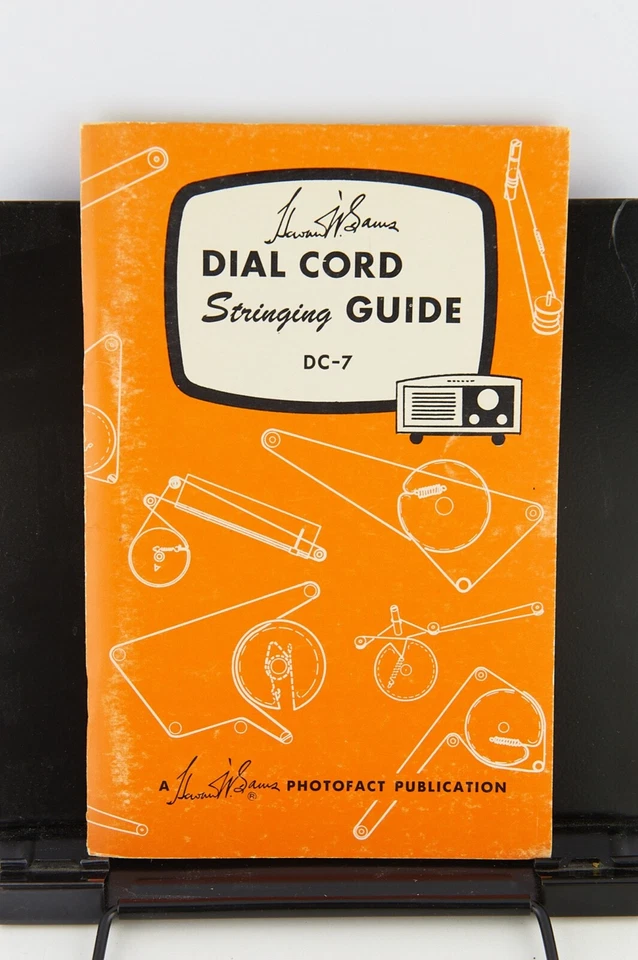 Howard W. Sams
DIAL CORD
Stringing GUIDE
DC-7
A Howard W. Sams ® PHOTOFACT PUBLICATION